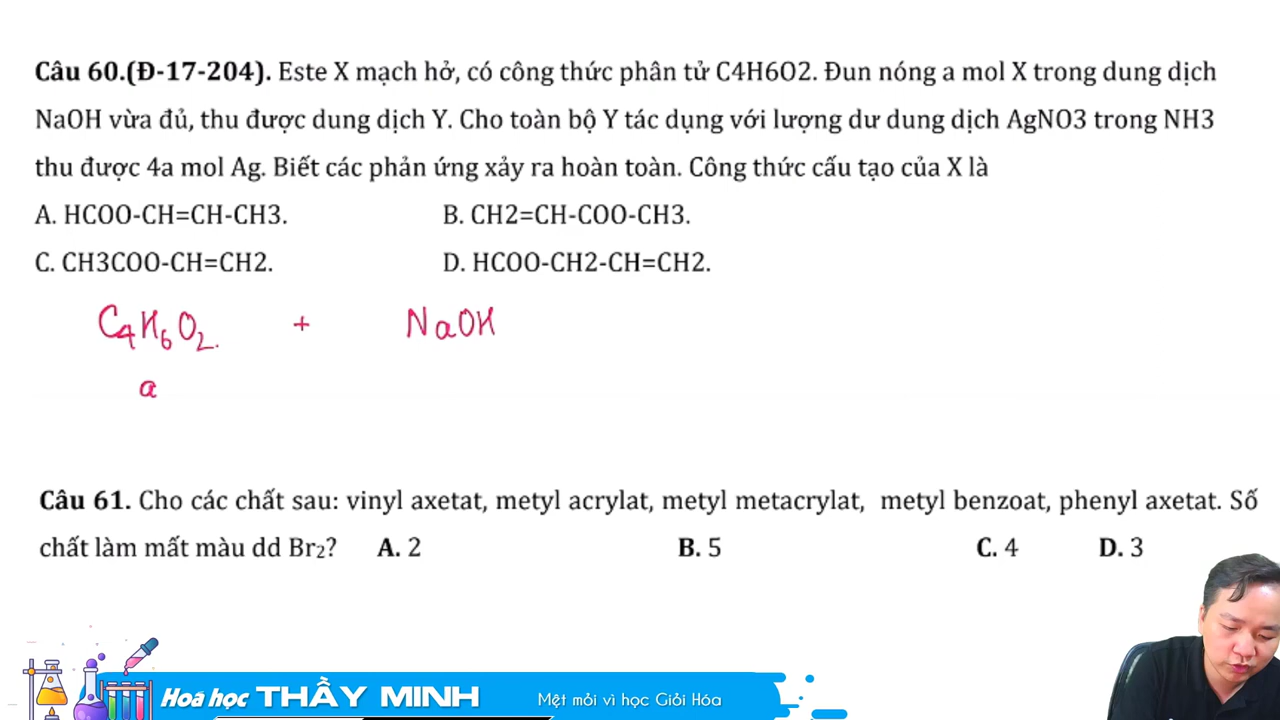 Câu 60.(Đ-17-204). Este X mạch hở, có công thức phân tử C4H6O2. Đun nóng a mol X trong dung dịch
NaOH vừa đủ, thu được dung dịch Y. Cho toàn bộ Y tác dụng với lượng dư dung dịch AgNO3 trong NH3
thu được 4a mol Ag. Biết các phản ứng xảy ra hoàn toàn. Công thức cấu tạo của X là
A. HCOO-CH=CH-CH3. B. CH2=CH-COO-CH3.
C. CH3COO-CH=CH2. D. HCOO-CH2-CH=CH2.
C4H6O2. + NaOH
a
Câu 61. Cho các chất sau: vinyl axetat, metyl acrylat, metyl metacrylat, metyl benzoat, phenyl axetat. Số
chất làm mất màu dd Br₂? A. 2 B. 5 C. 4 D. 3
Hoá học THẦY MINH Mệt mỏi vì học Giỏi Hóa